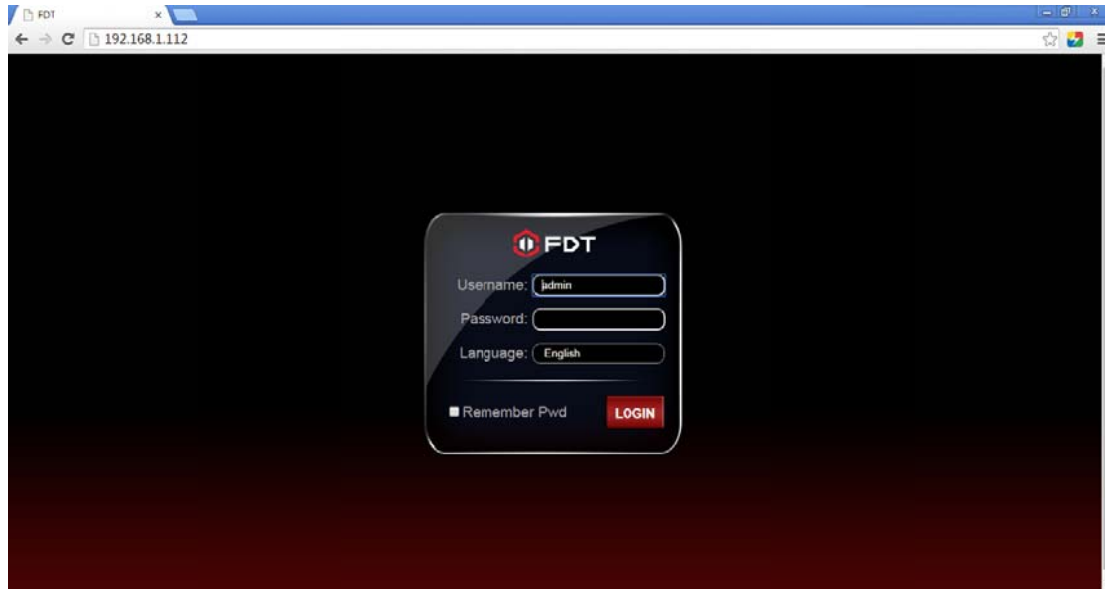 FDT
192.168.1.112
FDT
Username: admin
Password:
Language: English
Remember Pwd LOGIN